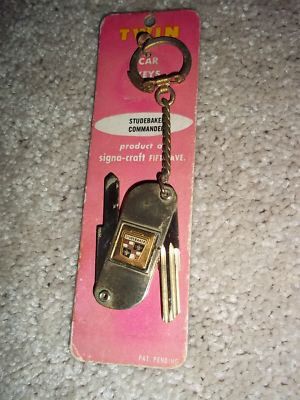 TWIN
CAR
KEYS
STUDEBAKER
COMMANDER
product of
signa-craft FIFTH AVE.
PAT. PENDING